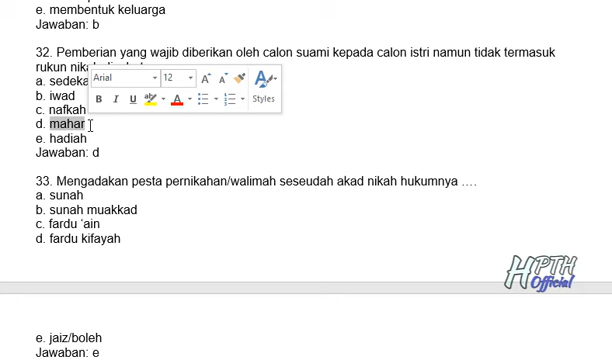 e. membentuk keluarga
Jawaban: b
32. Pemberian yang wajib diberikan oleh calon suami kepada calon istri namun tidak termasuk
rukun
a. sedeka
b. iwad
c. nafkah
d. mahar
e. hadiah
Jawaban: d
Arial 12
B I U Styles
33. Mengadakan pesta pernikahan/walimah seseudah akad nikah hukumnya ….
a. sunah
b. sunah muakkad
c. fardu ‘ain
d. fardu kifayah
HPTH
Official
e. jaiz/boleh
Jawaban: e